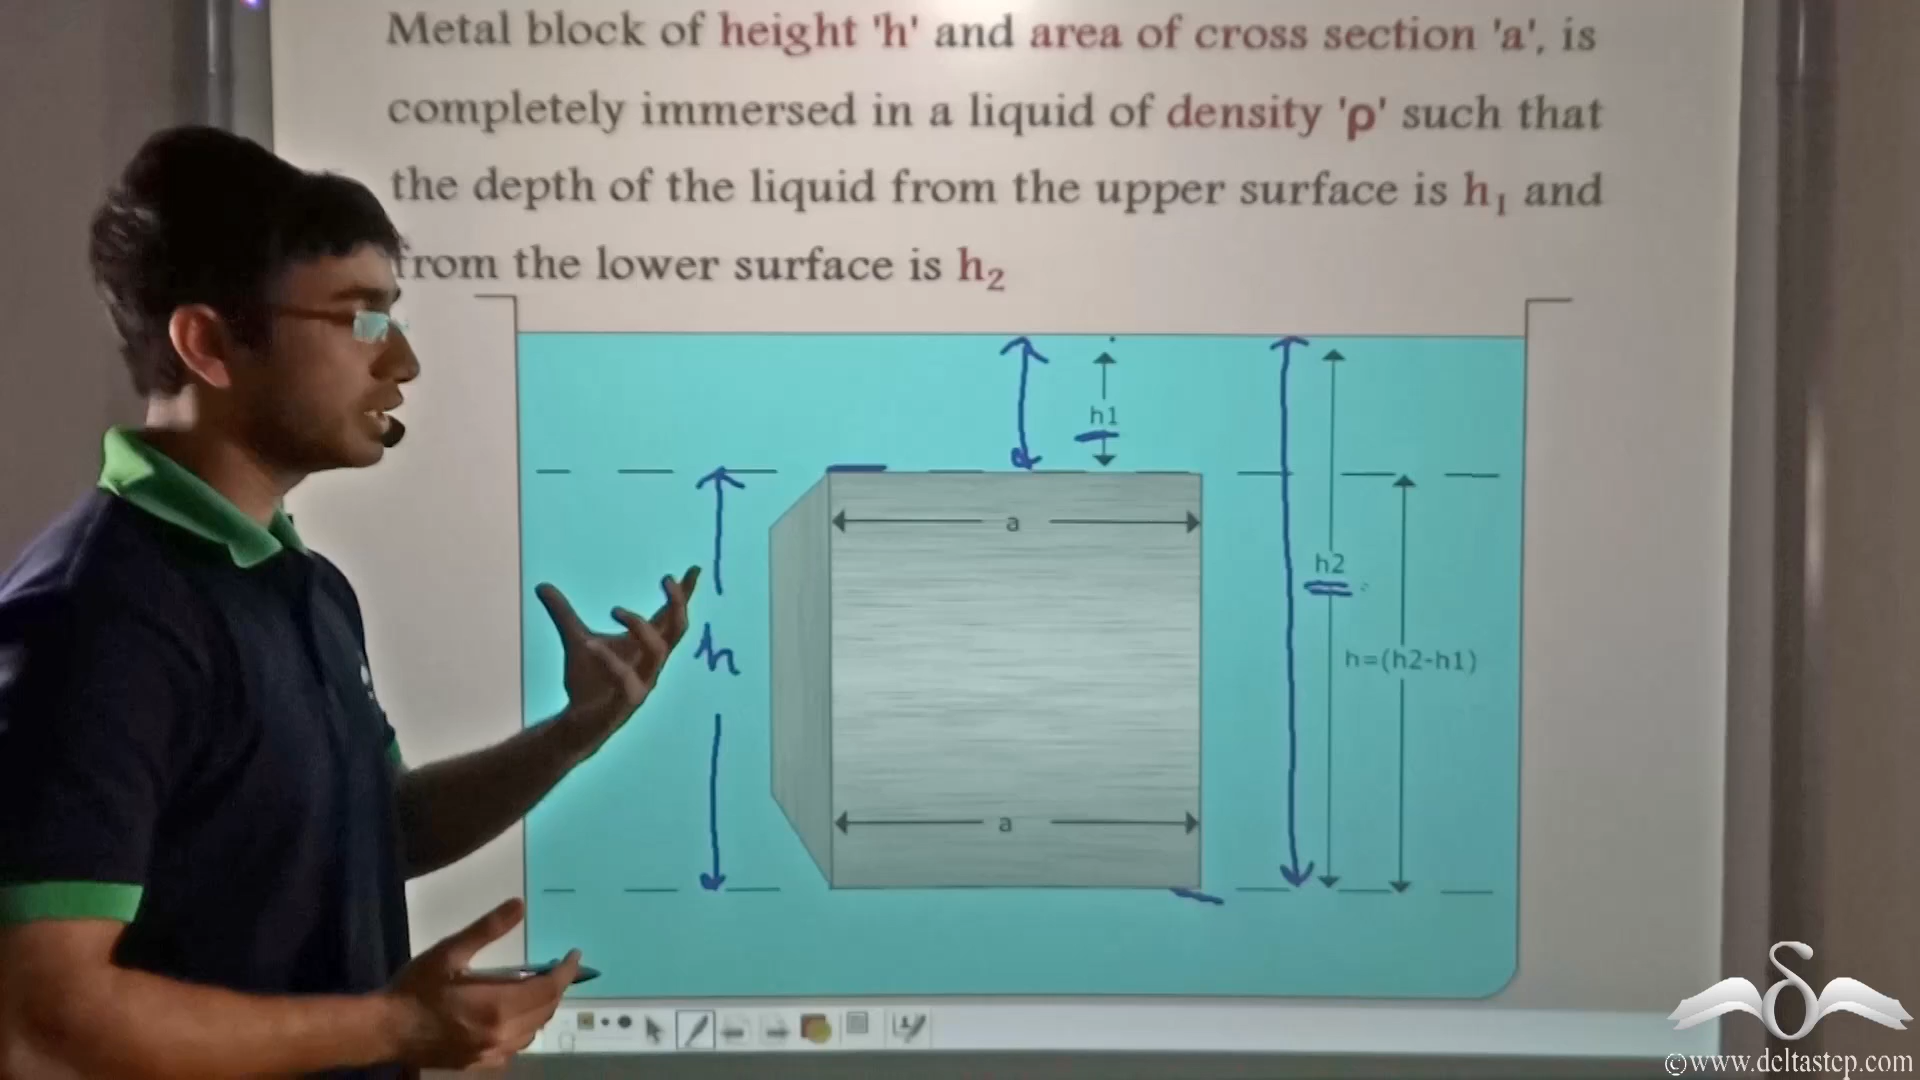 Metal block of height 'h' and area of cross section 'a', is
completely immersed in a liquid of density 'ρ' such that
the depth of the liquid from the upper surface is h₁ and
from the lower surface is h₂
h1
a
h2
h
h=(h2-h1)
a
©www.deltastep.com